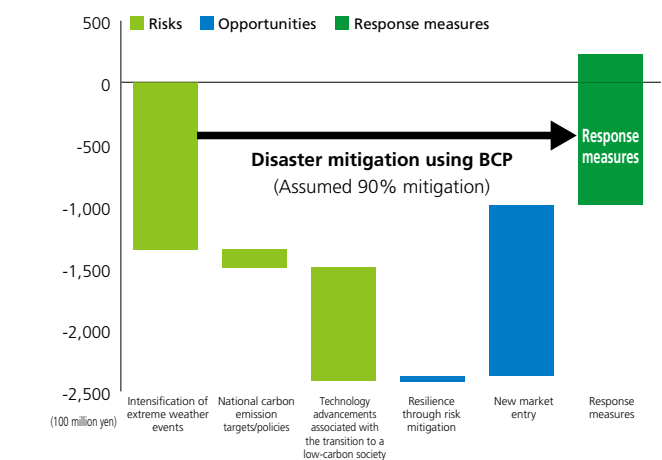 500
Risks
Opportunities
Response measures
0
-500
-1,000
-1,500
-2,000
-2,500
(100 million yen)
Disaster mitigation using BCP
(Assumed 90% mitigation)
Response
measures
Intensification of
extreme weather
events
National carbon
emission
targets/policies
Technology
advancements
associated with
the transition to a
low-carbon society
Resilience
through risk
mitigation
New market
entry
Response
measures